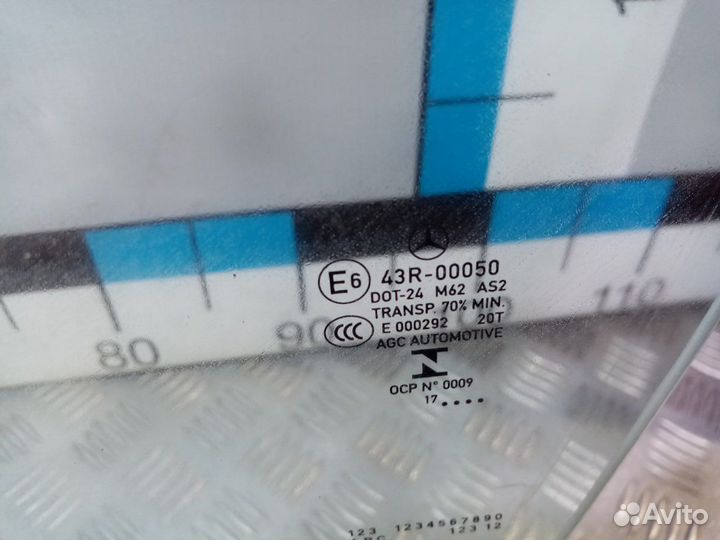 E6 43R-00050
DOT-24 M62 AS2
TRANSP. 70% MIN.
CCC E 000292 20T
AGC AUTOMOTIVE
80 90 110
OCP N° 0009
17 ....
123 1234567890
123 12
Avito